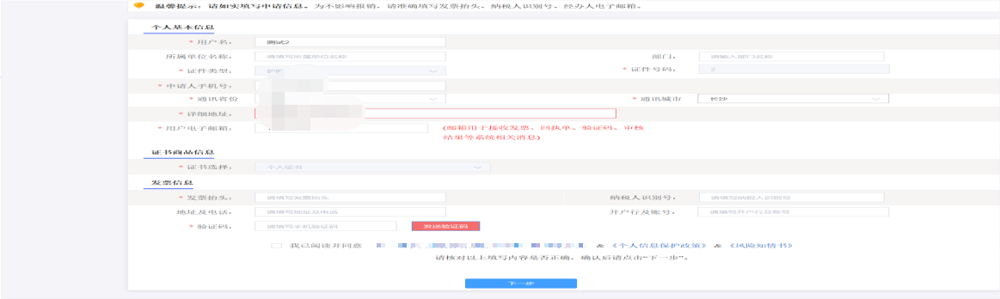 温馨提示：请如实填写申请信息。为不影响报销，请准确填写发票抬头、纳税人识别号、经办人电子邮箱。
个人基本信息
* 用户名： 测试2
所属单位名称： 请填写所属单位名称 部门： 请输入部门名称
* 证件类型： 护照 * 证件号码： 2
* 申请人手机号：
* 通讯省份 * 通讯城市 长沙
* 详细地址：
* 用户电子邮箱： (邮箱用于接收发票、回执单、验证码、审核
结果等系统相关消息)
证书商品信息
* 证书选择： 个人证书
发票信息
* 发票抬头： 请填写发票抬头 纳税人识别号： 请填写纳税人识别号
地址及电话： 请填写地址及电话 开户行及账号： 请填写开户行及账号
* 验证码： 请填写手机验证码 发送验证码
我已阅读并同意 & 《个人信息保护政策》 & 《风险知情书》
请核对以上填写内容是否正确，确认后请点击“下一步”。
下一步